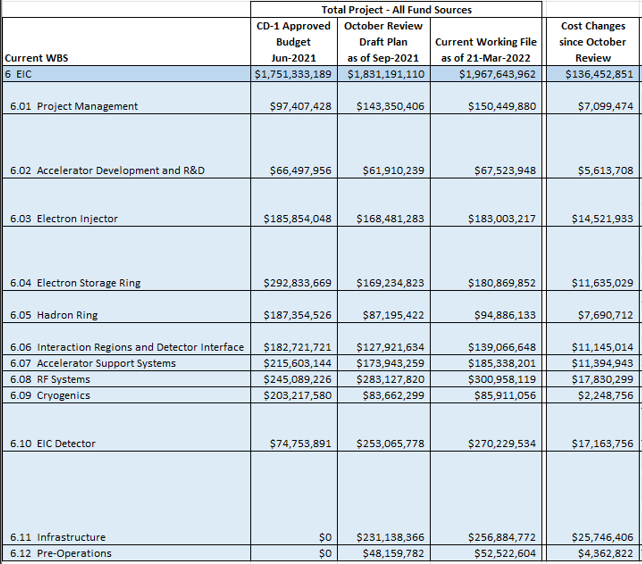 Total Project - All Fund Sources
Current WBS CD-1 Approved Budget Jun-2021 October Review Draft Plan as of Sep-2021 Current Working File as of 21-Mar-2022 Cost Changes since October Review
6 EIC $1,751,333,189 $1,831,191,110 $1,967,643,962 $136,452,851
6.01 Project Management $97,407,428 $143,350,406 $150,449,880 $7,099,474
6.02 Accelerator Development and R&D $66,497,956 $61,910,239 $67,523,948 $5,613,708
6.03 Electron Injector $185,854,048 $168,481,283 $183,003,217 $14,521,933
6.04 Electron Storage Ring $292,833,669 $169,234,823 $180,869,852 $11,635,029
6.05 Hadron Ring $187,354,526 $87,195,422 $94,886,133 $7,690,712
6.06 Interaction Regions and Detector Interface $182,721,721 $127,921,634 $139,066,648 $11,145,014
6.07 Accelerator Support Systems $215,603,144 $173,943,259 $185,338,201 $11,394,943
6.08 RF Systems $245,089,226 $283,127,820 $300,958,119 $17,830,299
6.09 Cryogenics $203,217,580 $83,662,299 $85,911,056 $2,248,756
6.10 EIC Detector $74,753,891 $253,065,778 $270,229,534 $17,163,756
6.11 Infrastructure $0 $231,138,366 $256,884,772 $25,746,406
6.12 Pre-Operations $0 $48,159,782 $52,522,604 $4,362,822